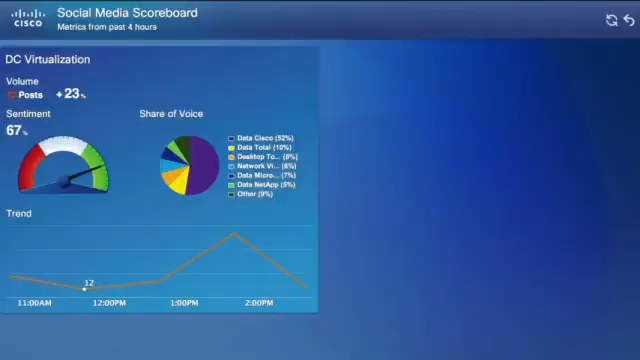 CISCO
Social Media Scoreboard
Metrics from past 4 hours
DC Virtualization
Volume
Posts +23%
Sentiment
67%
Share of Voice
Data Cisco (52%)
Data Total (10%)
Desktop To... (8%)
Network Vi... (8%)
Data Micro... (7%)
Data NetApp (5%)
Other (9%)
Trend
12
11:00AM 12:00PM 1:00PM 2:00PM